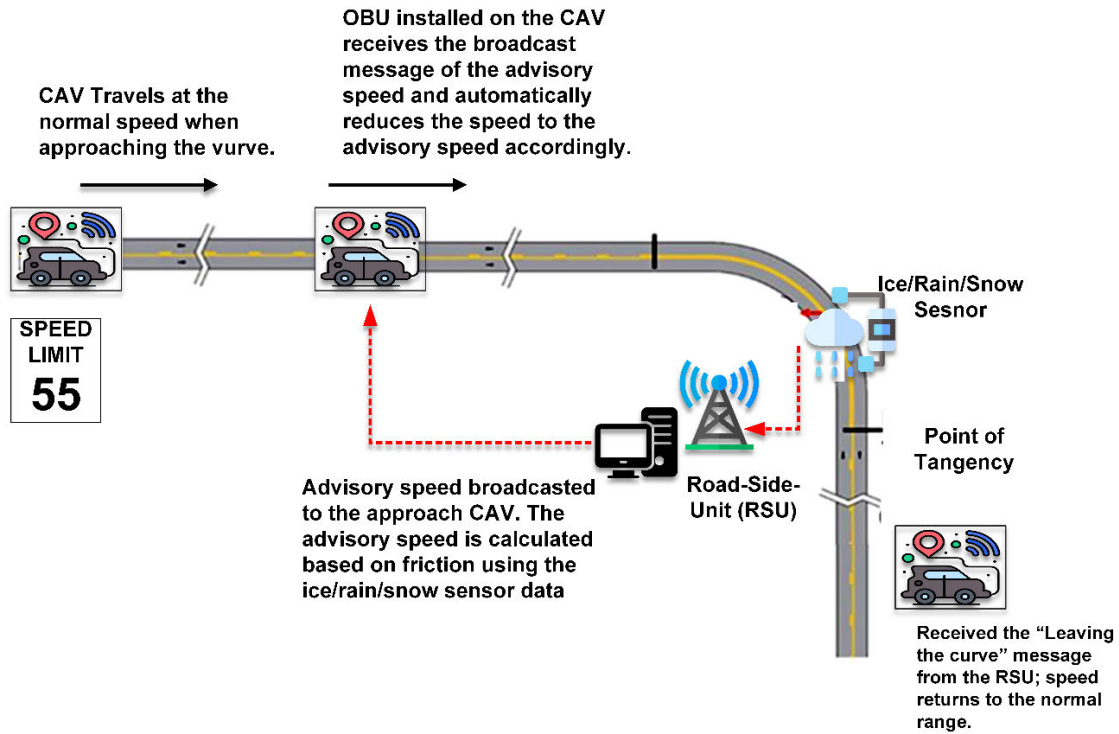 OBU installed on the CAV
receives the broadcast
message of the advisory
speed and automatically
reduces the speed to the
advisory speed accordingly.
CAV Travels at the
normal speed when
approaching the vurve.
SPEED
LIMIT
55
Ice/Rain/Snow
Sesnor
Point of
Tangency
Road-Side-
Unit (RSU)
Advisory speed broadcasted
to the approach CAV. The
advisory speed is calculated
based on friction using the
ice/rain/snow sensor data
Received the “Leaving
the curve” message
from the RSU; speed
returns to the normal
range.